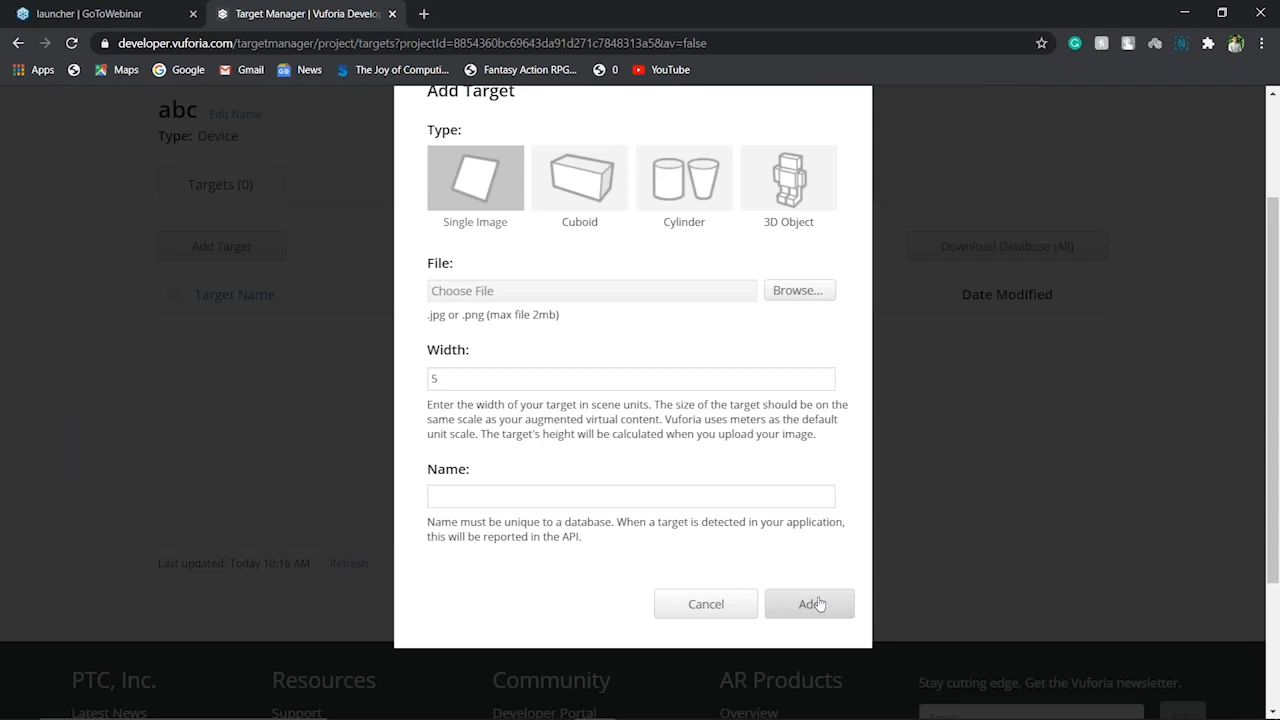 launcher | GoToWebinar
Target Manager | Vuforia Develo
developer.vuforia.com/targetmanager/project/targets?projectId=8854360bc69643da91d271c7848313a5&av=false
Apps Maps Google Gmail News The Joy of Computi... Fantasy Action RPG... 0 YouTube
Add Target
abc Edit Name
Type: Device
Type:
Targets (0)
Single Image Cuboid Cylinder 3D Object
Add Target
Download Database (All)
File:
Target Name
Date Modified
Choose File Browse...
.jpg or .png (max file 2mb)
Width:
5
Enter the width of your target in scene units. The size of the target should be on the
same scale as your augmented virtual content. Vuforia uses meters as the default
unit scale. The target's height will be calculated when you upload your image.
Name:
Name must be unique to a database. When a target is detected in your application,
this will be reported in the API.
Last updated: Today 10:16 AM Refresh
Cancel Add
PTC, Inc. Resources Community AR Products
Stay cutting edge. Get the Vuforia newsletter.
Latest News Support Developer Portal Overview